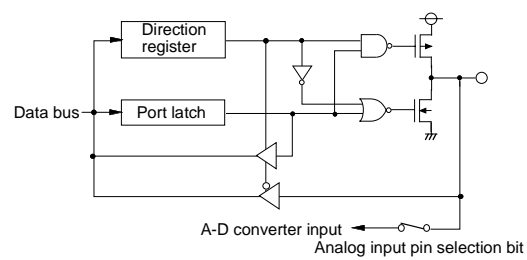 Direction
register
Data bus
Port latch
A-D converter input
Analog input pin selection bit